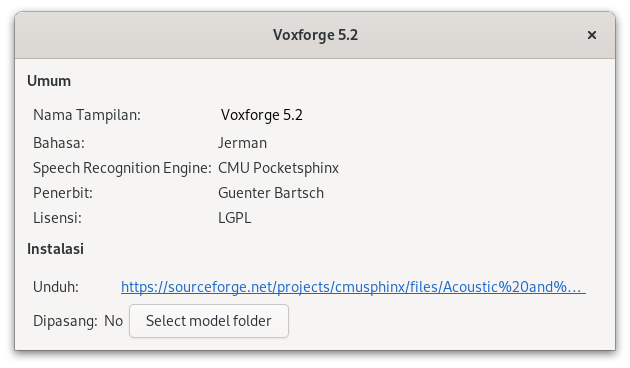 Voxforge 5.2
Umum
Nama Tampilan: Voxforge 5.2
Bahasa: Jerman
Speech Recognition Engine: CMU Pocketsphinx
Penerbit: Guenter Bartsch
Lisensi: LGPL
Instalasi
Unduh: https://sourceforge.net/projects/cmusphinx/files/Acoustic%20and%...
Dipasang: No Select model folder